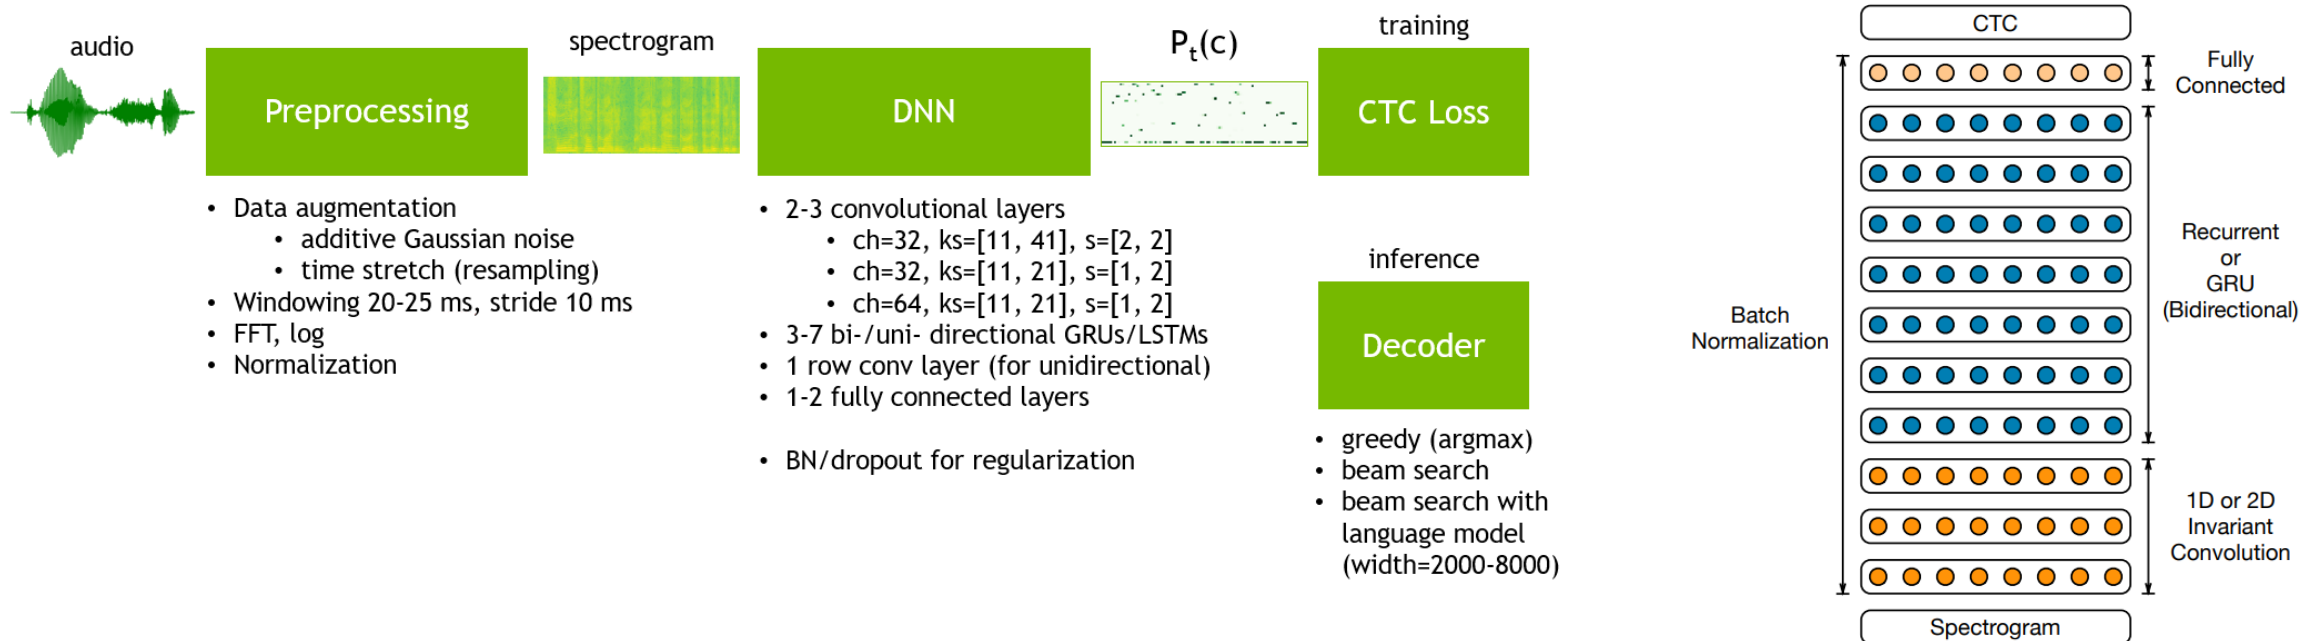 audio
Preprocessing
• Data augmentation
• additive Gaussian noise
• time stretch (resampling)
• Windowing 20-25 ms, stride 10 ms
• FFT, log
• Normalization
spectrogram
DNN
• 2-3 convolutional layers
• ch=32, ks=[11, 41], s=[2, 2]
• ch=32, ks=[11, 21], s=[1, 2]
• ch=64, ks=[11, 21], s=[1, 2]
• 3-7 bi-/uni- directional GRUs/LSTMs
• 1 row conv layer (for unidirectional)
• 1-2 fully connected layers
• BN/dropout for regularization
Pt(c)
training
CTC Loss
inference
Decoder
• greedy (argmax)
• beam search
• beam search with
language model
(width=2000-8000)
CTC
Fully
Connected
Recurrent
or
GRU
(Bidirectional)
Batch
Normalization
1D or 2D
Invariant
Convolution
Spectrogram